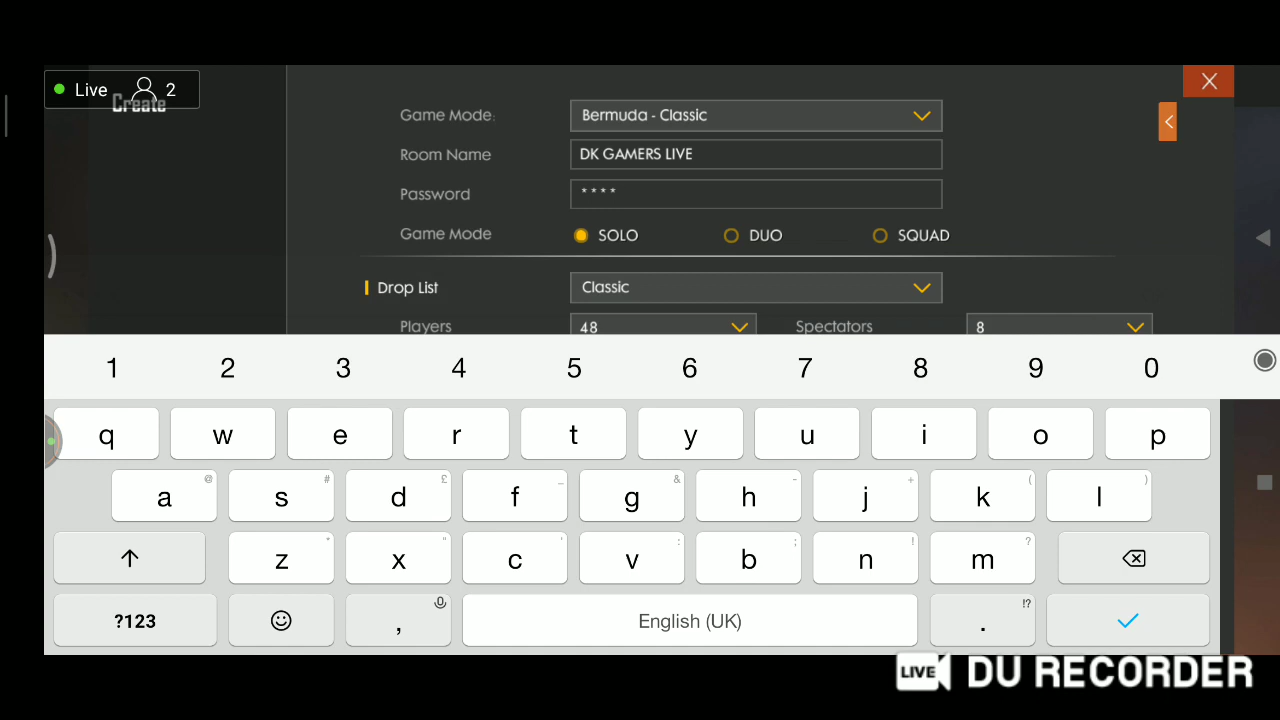 Live 2
Create
Game Mode: Bermuda - Classic
Room Name DK GAMERS LIVE
Password ****
Game Mode SOLO DUO SQUAD
Drop List Classic
Players 48 Spectators 8
1 2 3 4 5 6 7 8 9 0
q w e r t y u i o p
@ # £ _ & - + ( )
a s d f g h j k l
* " ' : ; ! ?
z x c v b n m
?123 , English (UK) . !?
LIVE DU RECORDER